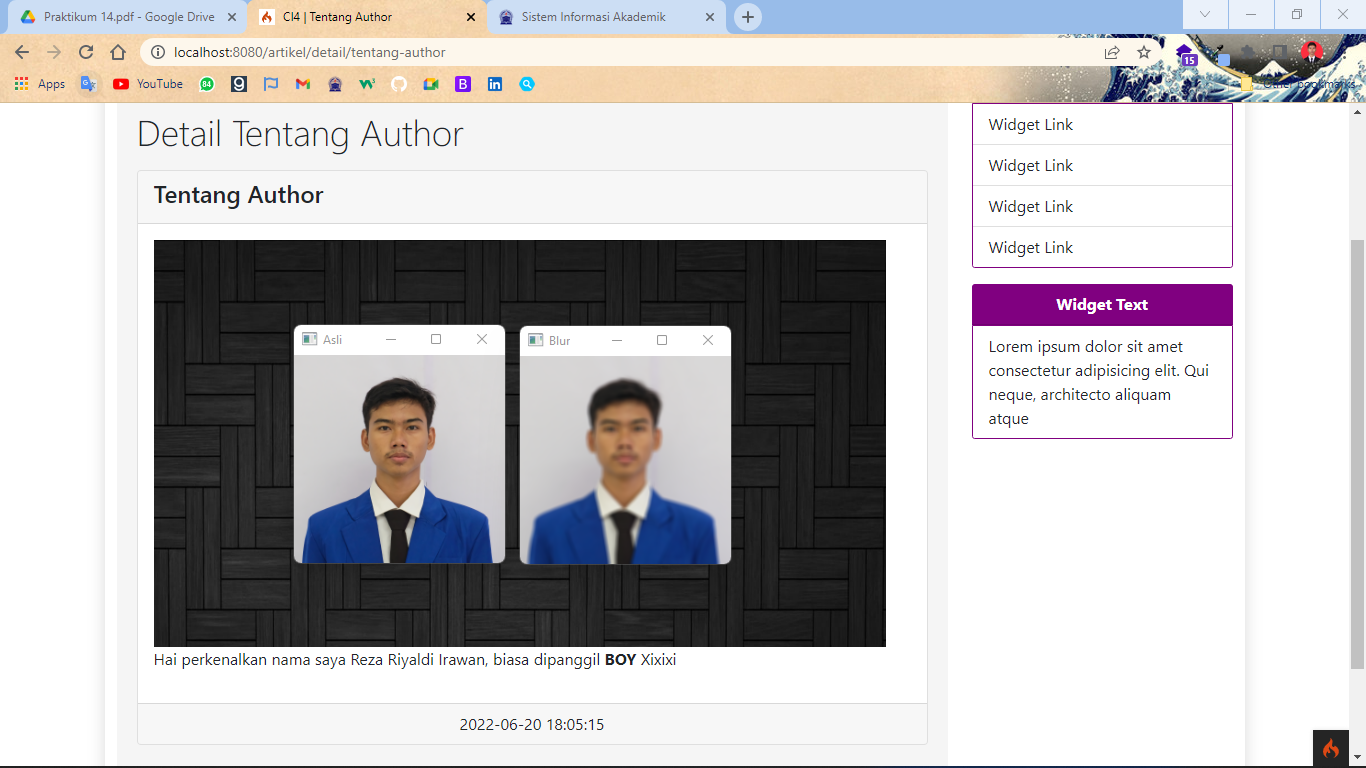 Praktikum 14.pdf - Google Drive
CI4 | Tentang Author
Sistem Informasi Akademik
localhost:8080/artikel/detail/tentang-author
15
Apps
YouTube
84
Other bookmarks
Detail Tentang Author
Tentang Author
Asli
Blur
Hai perkenalkan nama saya Reza Riyaldi Irawan, biasa dipanggil BOY Xixixi
2022-06-20 18:05:15
Widget Link
Widget Link
Widget Link
Widget Link
Widget Text
Lorem ipsum dolor sit amet
consectetur adipisicing elit. Qui
neque, architecto aliquam
atque